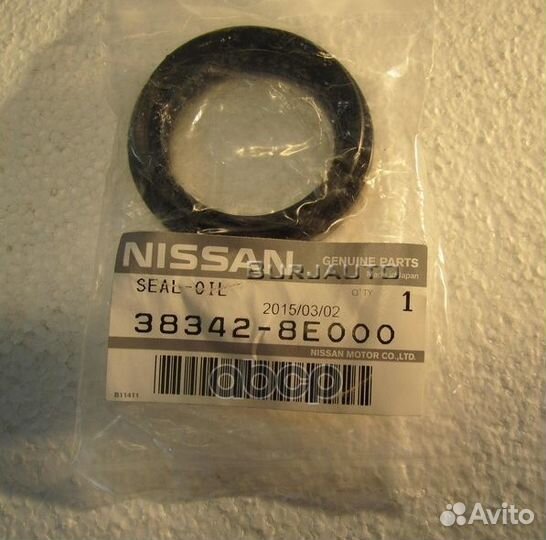 NISSAN
GENUINE PARTS
BURJAUTO
Made in Japan
SEAL-OIL
Q'TY
1
2015/03/02
38342-8E000
NISSAN MOTOR CO.,LTD.
abcp
B11411
Avito